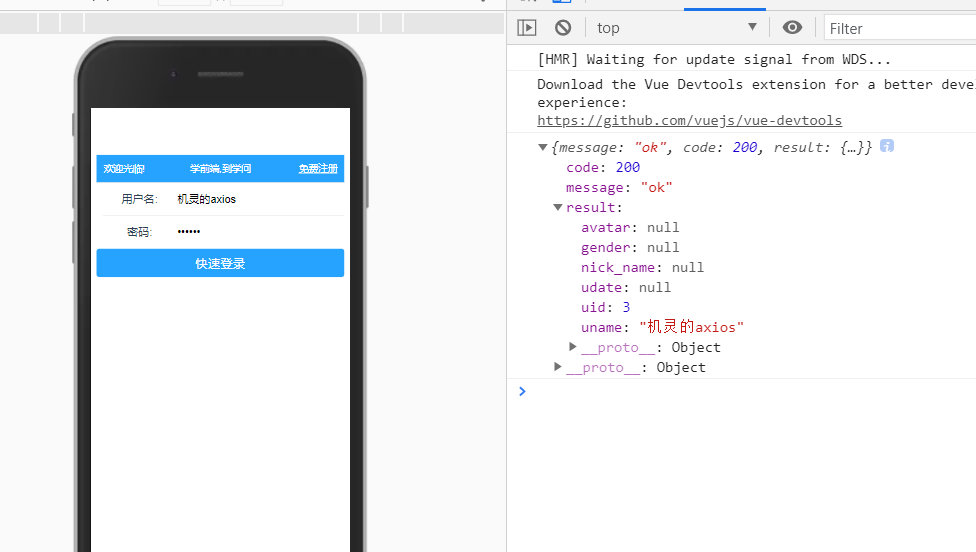 top
Filter
[HMR] Waiting for update signal from WDS...
Download the Vue Devtools extension for a better
experience:
https://github.com/vuejs/vue-devtools
{message: "ok", code: 200, result: {…}}
code: 200
message: "ok"
result:
avatar: null
gender: null
nick_name: null
udate: null
uid: 3
uname: "机灵的axios"
__proto__: Object
__proto__: Object
欢迎光临! 学前端,到学问 免费注册
用户名: 机灵的axios
密码: ••••••
快速登录